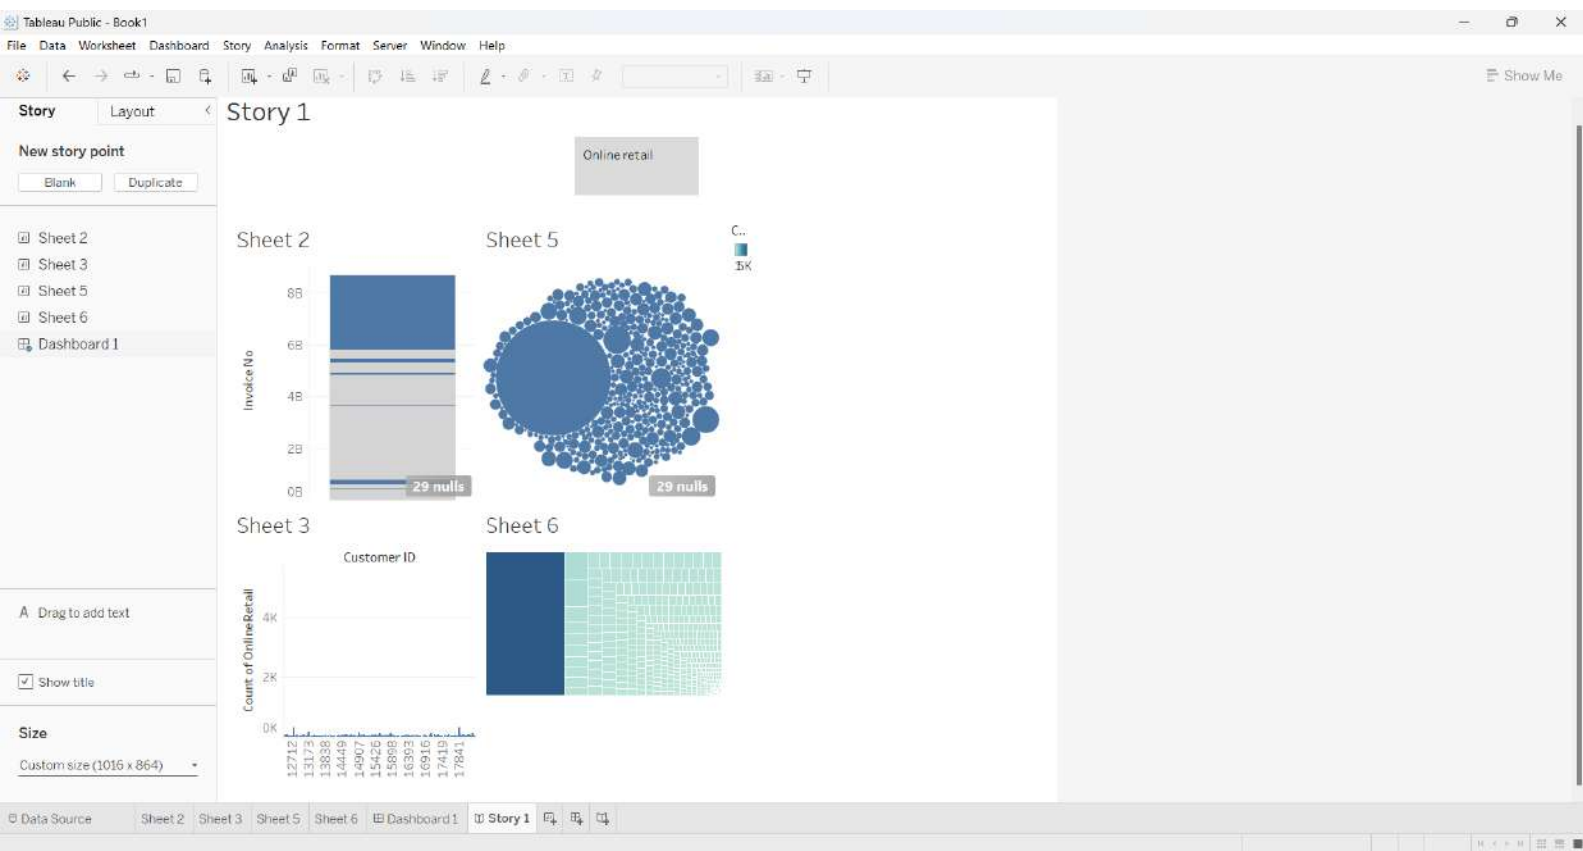 Tableau Public - Book1
File Data Worksheet Dashboard Story Analysis Format Server Window Help
Show Me
Story Layout
New story point
Blank Duplicate
Sheet 2
Sheet 3
Sheet 5
Sheet 6
Dashboard 1
A Drag to add text
Show title
Size
Custom size (1016 x 864)
Story 1
Online retail
Sheet 2
Invoice No
8B
6B
4B
2B
0B
29 nulls
Sheet 5
29 nulls
C..
Sheet 3
Customer ID
Count of OnlineRetail
4K
2K
0K
12712
13173
13838
14449
14907
15426
15898
16393
16916
17419
17841
Sheet 6
Data Source Sheet 2 Sheet 3 Sheet 5 Sheet 6 Dashboard 1 Story 1